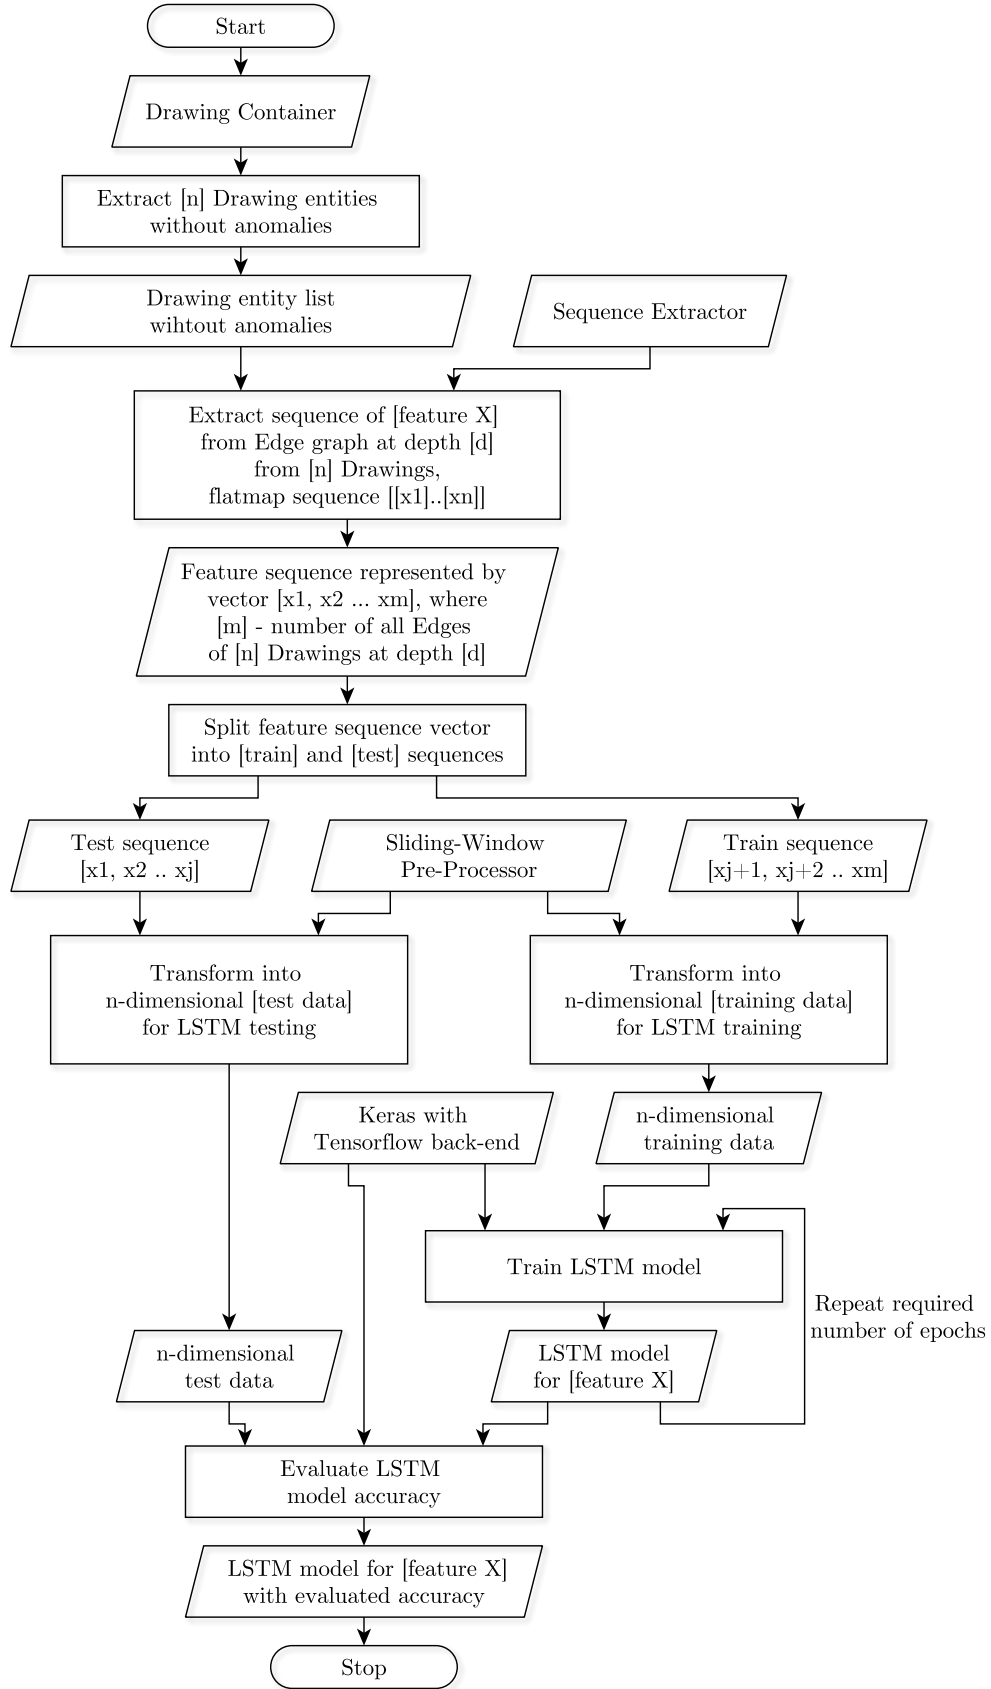 Start
Drawing Container
Extract [n] Drawing entities
without anomalies
Drawing entity list
wihtout anomalies
Sequence Extractor
Extract sequence of [feature X]
from Edge graph at depth [d]
from [n] Drawings,
flatmap sequence [[x1]..[xn]]
Feature sequence represented by
vector [x1, x2 ... xm], where
[m] - number of all Edges
of [n] Drawings at depth [d]
Split feature sequence vector
into [train] and [test] sequences
Test sequence
[x1, x2 .. xj]
Sliding-Window
Pre-Processor
Train sequence
[xj+1, xj+2 .. xm]
Transform into
n-dimensional [test data]
for LSTM testing
Transform into
n-dimensional [training data]
for LSTM training
Keras with
Tensorflow back-end
n-dimensional
training data
Train LSTM model
Repeat required
number of epochs
n-dimensional
test data
LSTM model
for [feature X]
Evaluate LSTM
model accuracy
LSTM model for [feature X]
with evaluated accuracy
Stop